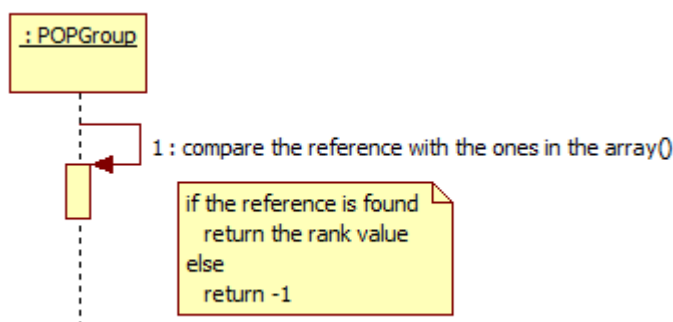 : POPGroup
1 : compare the reference with the ones in the array()
if the reference is found
return the rank value
else
return -1